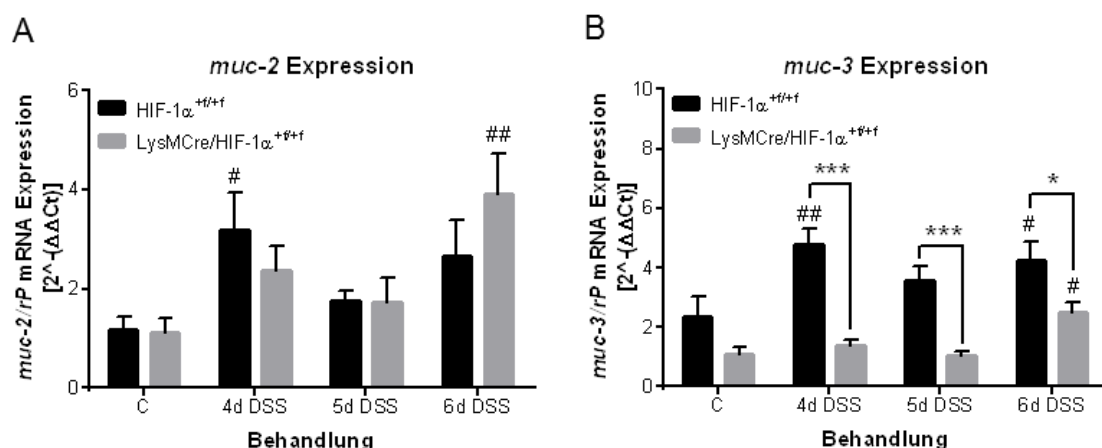 A
muc-2 Expression
muc-2/rP mRNA Expression
[2^-(ΔΔCt)]
6
4
2
0
HIF-1α+f/+f
LysMCre/HIF-1α+f/+f
#
##
C
4d DSS
5d DSS
6d DSS
Behandlung
B
muc-3 Expression
muc-3/rP mRNA Expression
[2^-(ΔΔCt)]
10
8
6
4
2
0
HIF-1α+f/+f
LysMCre/HIF-1α+f/+f
***
##
***
*
#
#
C
4d DSS
5d DSS
6d DSS
Behandlung